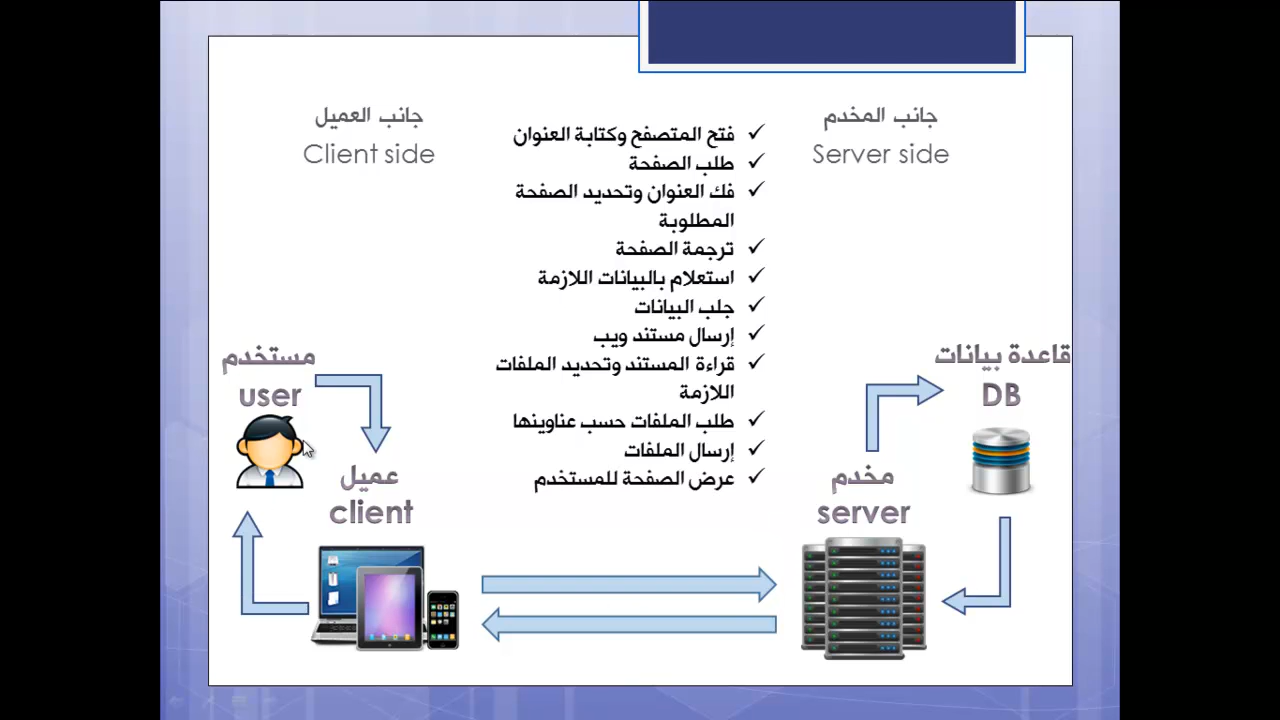 جانب المخدم
Server side
جانب العميل
Client side
✓ فتح المتصفح وكتابة العنوان
✓ طلب الصفحة
✓ فك العنوان وتحديد الصفحة
المطلوبة
✓ ترجمة الصفحة
✓ استعلام بالبيانات اللازمة
✓ جلب البيانات
✓ إرسال مستند ويب
✓ قراءة المستند وتحديد الملفات
اللازمة
✓ طلب الملفات حسب عناوينها
✓ إرسال الملفات
✓ عرض الصفحة للمستخدم
قاعدة بيانات
DB
مخدم
server
مستخدم
user
عميل
client